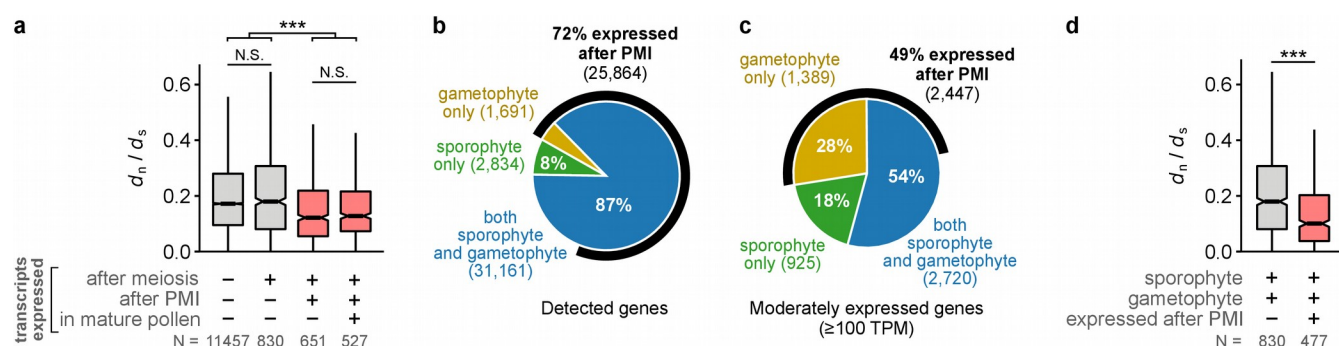 a
***
N.S.
N.S.
0.6
0.4
0.2
0.0
dn / ds
transcripts
expressed
after meiosis − + + +
after PMI − − + +
in mature pollen − − − +
N = 11457 830 651 527
b
72% expressed
after PMI
(25,864)
gametophyte
only (1,691)
sporophyte
only (2,834)
8%
87%
both
sporophyte
and gametophyte
(31,161)
Detected genes
c
gametophyte
only (1,389)
49% expressed
after PMI
(2,447)
28%
54%
18%
sporophyte
only (925)
both
sporophyte
and gametophyte
(2,720)
Moderately expressed genes
(≥100 TPM)
d
***
0.6
0.4
0.2
0.0
dn / ds
sporophyte + +
gametophyte + +
expressed after PMI − +
N = 830 477